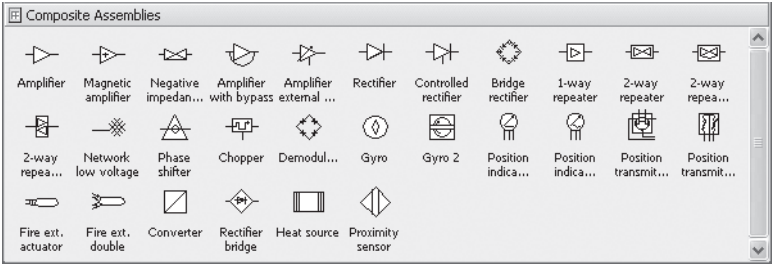 Composite Assemblies
Amplifier Magnetic Negative Amplifier Amplifier Rectifier Controlled Bridge 1-way 2-way 2-way
amplifier impedan... with bypass external ... rectifier rectifier repeater repeater repea...
2-way Network Phase Chopper Demodul... Gyro Gyro 2 Position Position Position Position
repea... low voltage shifter indica... indica... transmit... transmit...
Fire ext. Fire ext. Converter Rectifier Heat source Proximity
actuator double bridge sensor